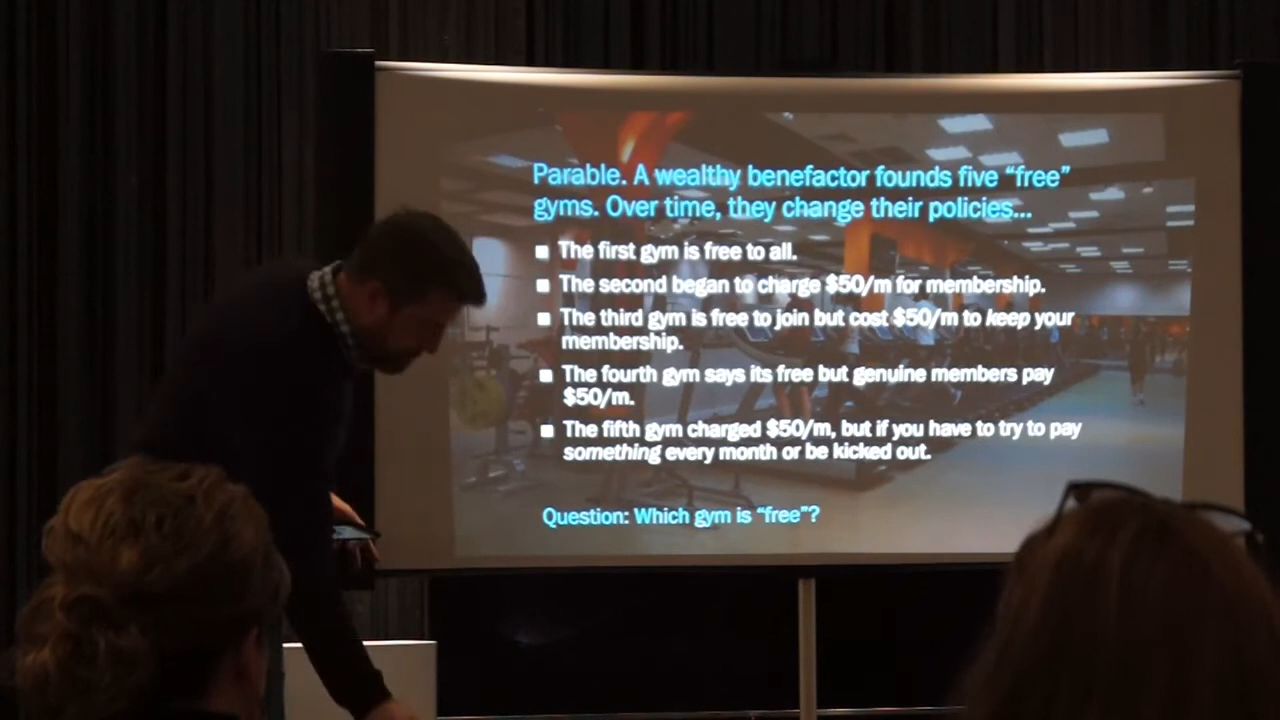 Parable. A wealthy benefactor founds five “free”
gyms. Over time, they change their policies...
■ The first gym is free to all.
■ The second began to charge $50/m for membership.
■ The third gym is free to join but cost $50/m to keep your
membership.
■ The fourth gym says its free but genuine members pay
$50/m.
■ The fifth gym charged $50/m, but if you have to try to pay
something every month or be kicked out.
Question: Which gym is “free”?